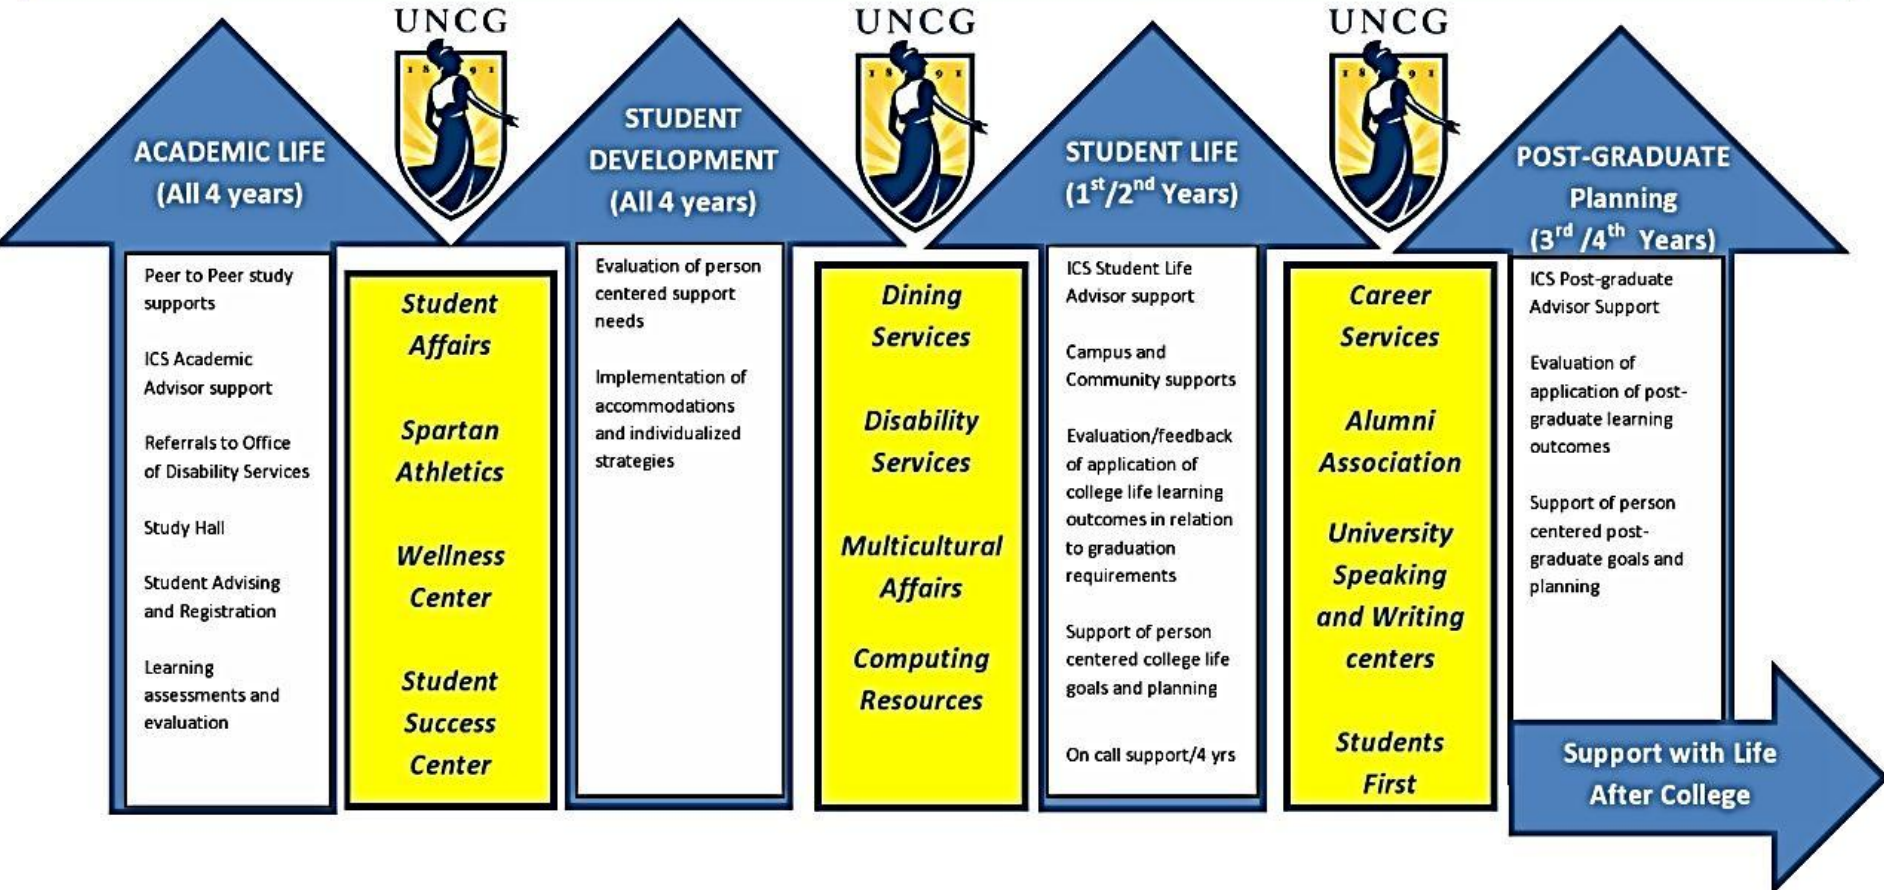 UNCG
1891
UNCG
1891
UNCG
1891
ACADEMIC LIFE
(All 4 years)
Peer to Peer study
supports
ICS Academic
Advisor support
Referrals to Office
of Disability Services
Study Hall
Student Advising
and Registration
Learning
assessments and
evaluation
Student
Affairs
Spartan
Athletics
Wellness
Center
Student
Success
Center
STUDENT
DEVELOPMENT
(All 4 years)
Evaluation of person
centered support
needs
Implementation of
accommodations
and individualized
strategies
Dining
Services
Disability
Services
Multicultural
Affairs
Computing
Resources
STUDENT LIFE
(1st/2nd Years)
ICS Student Life
Advisor support
Campus and
Community supports
Evaluation/feedback
of application of
college life learning
outcomes in relation
to graduation
requirements
Support of person
centered college life
goals and planning
On call support/4 yrs
Career
Services
Alumni
Association
University
Speaking
and Writing
centers
Students
First
POST-GRADUATE
Planning
(3rd /4th Years)
ICS Post-graduate
Advisor Support
Evaluation of
application of post-
graduate learning
outcomes
Support of person
centered post-
graduate goals and
planning
Support with Life
After College